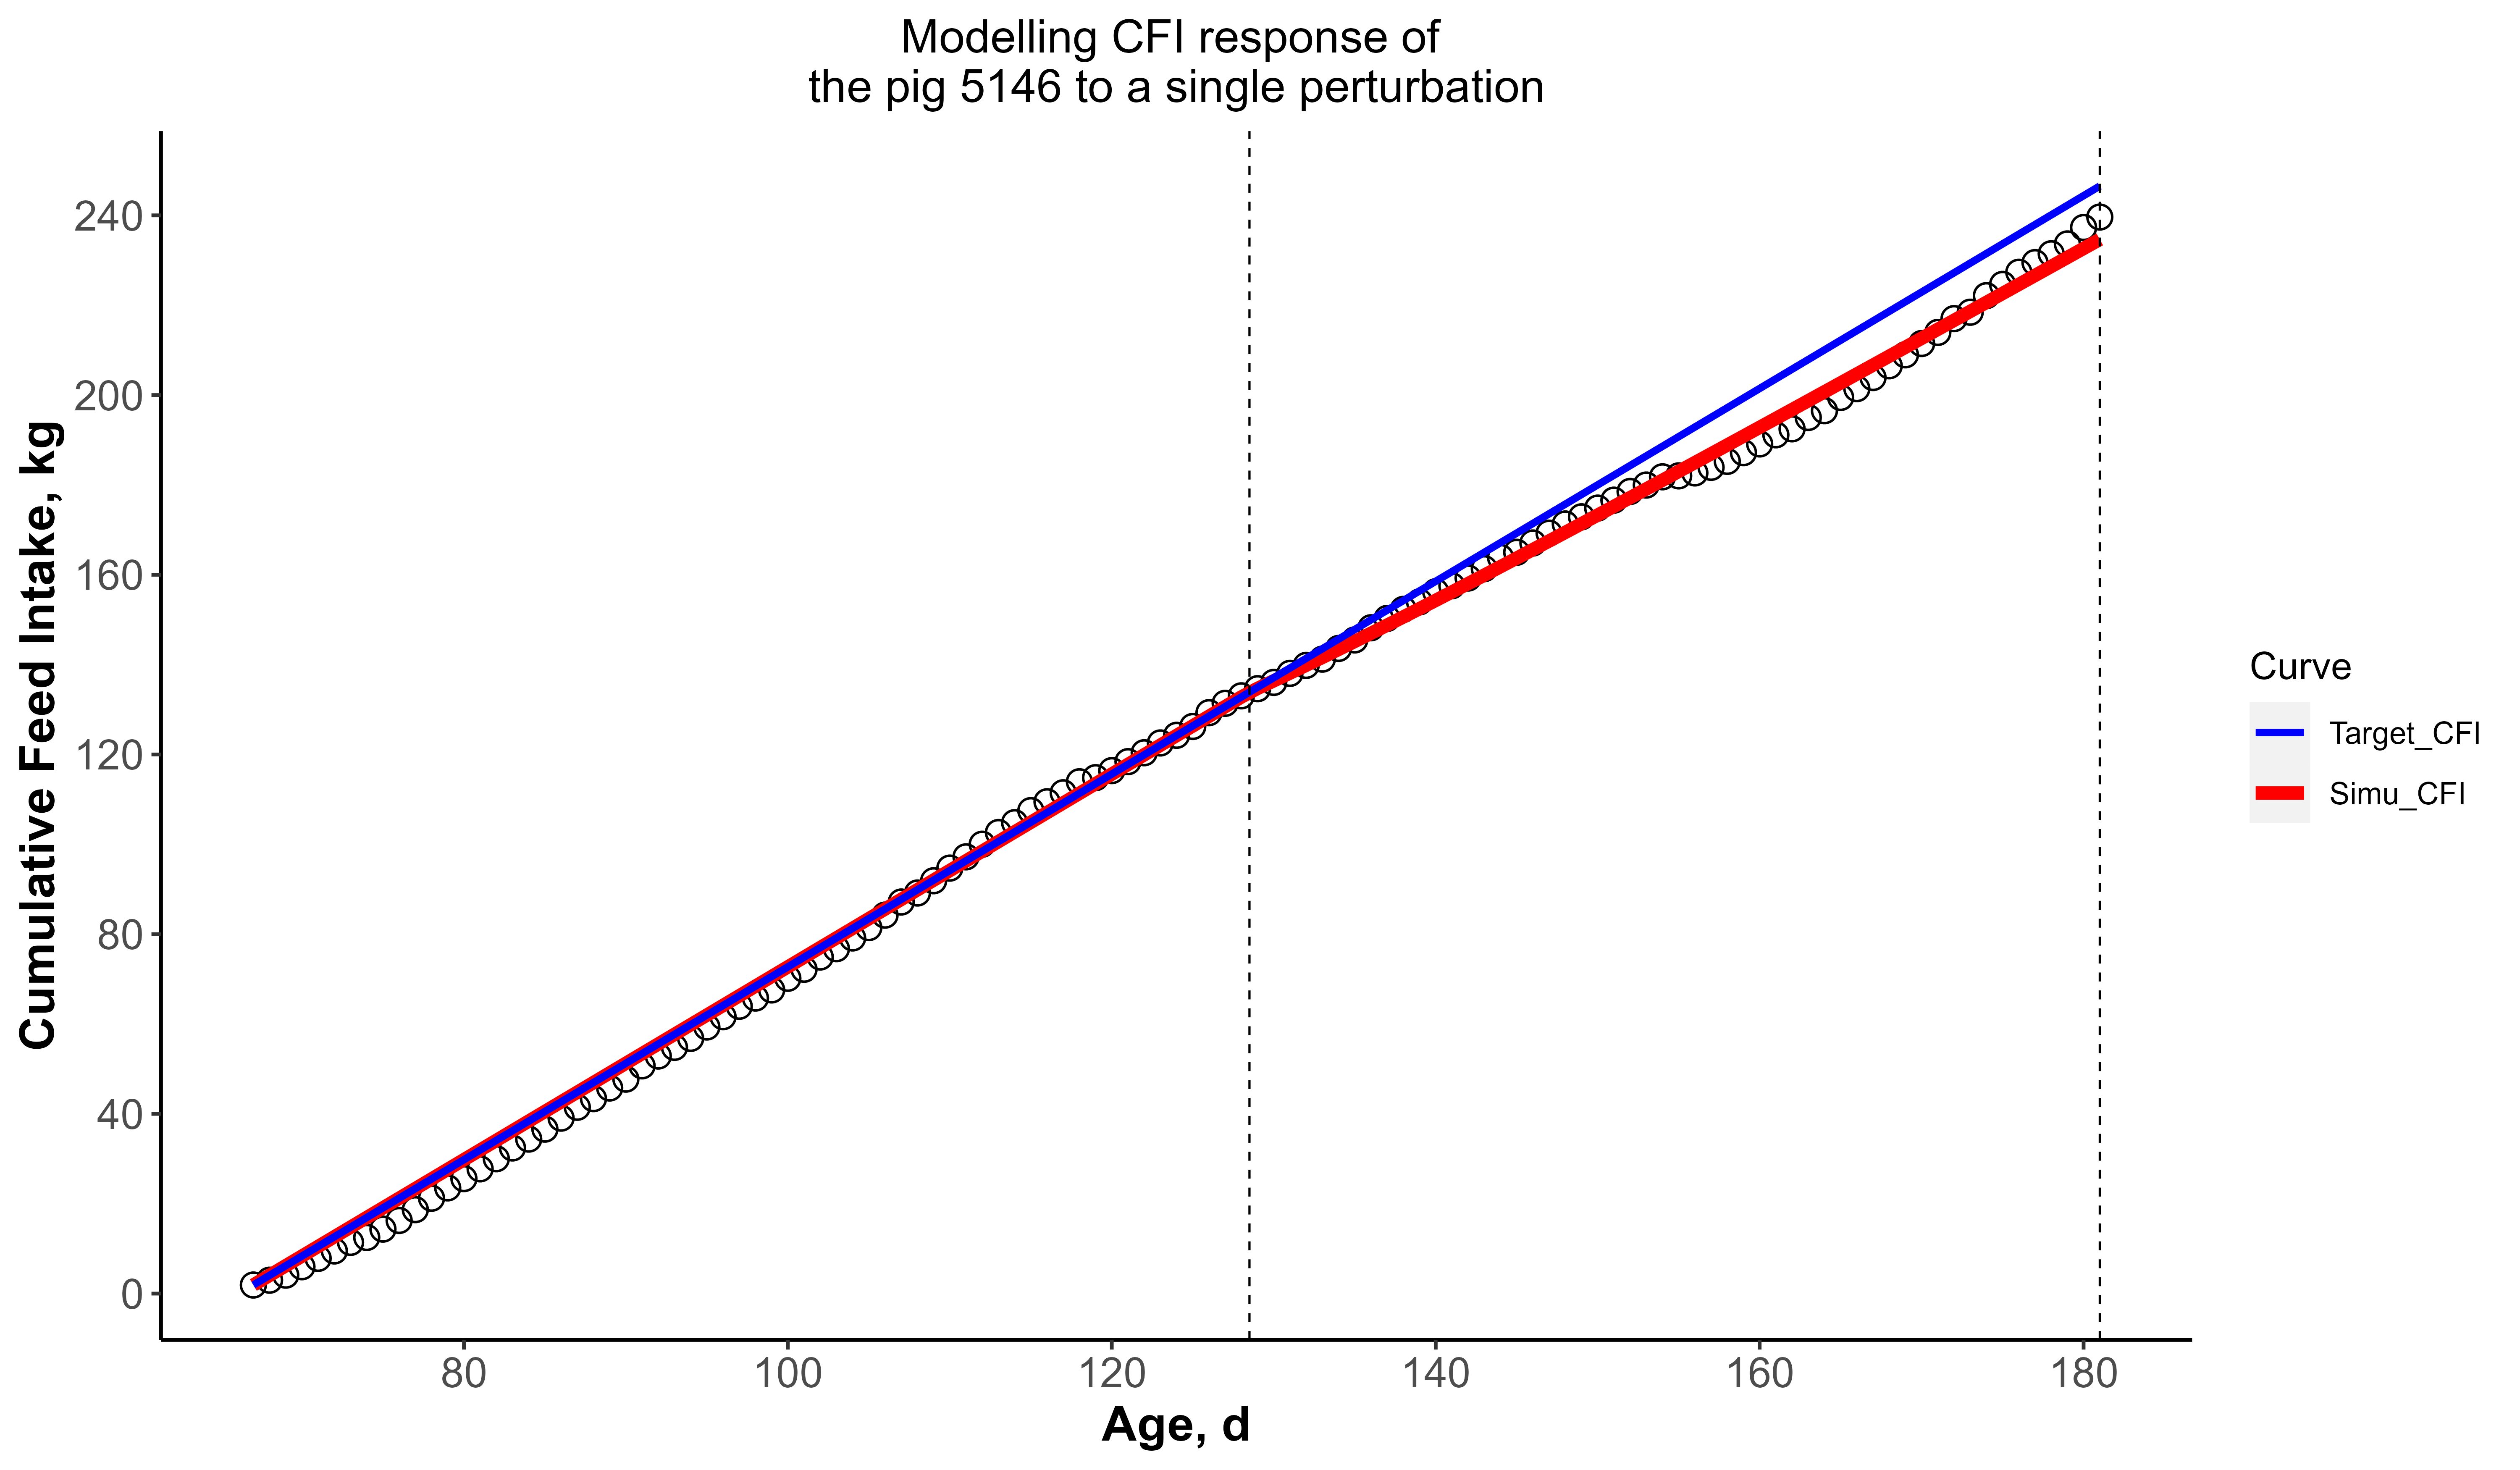 Modelling CFI response of
the pig 5146 to a single perturbation
Cumulative Feed Intake, kg
240
200
160
120
80
40
0
80
100
120
140
160
180
Age, d
Curve
Target_CFI
Simu_CFI